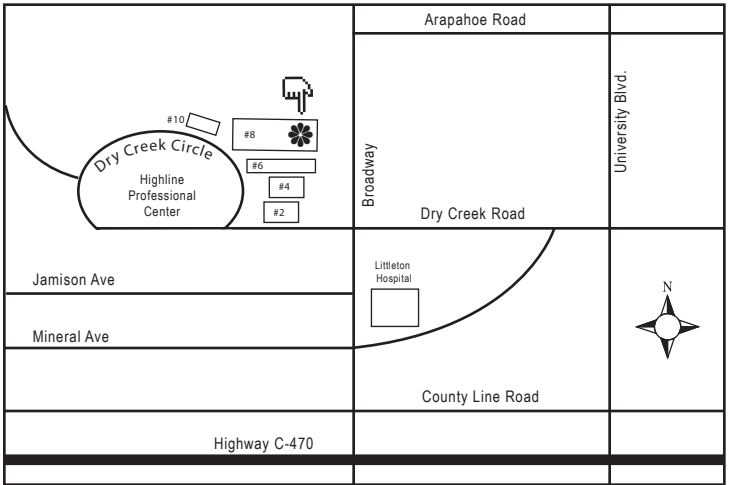 Arapahoe Road
University Blvd.
#10
#8
Dry Creek Circle
#6
Highline
Professional
Center
#4
#2
Broadway
Dry Creek Road
Littleton
Hospital
Jamison Ave
N
Mineral Ave
County Line Road
Highway C-470